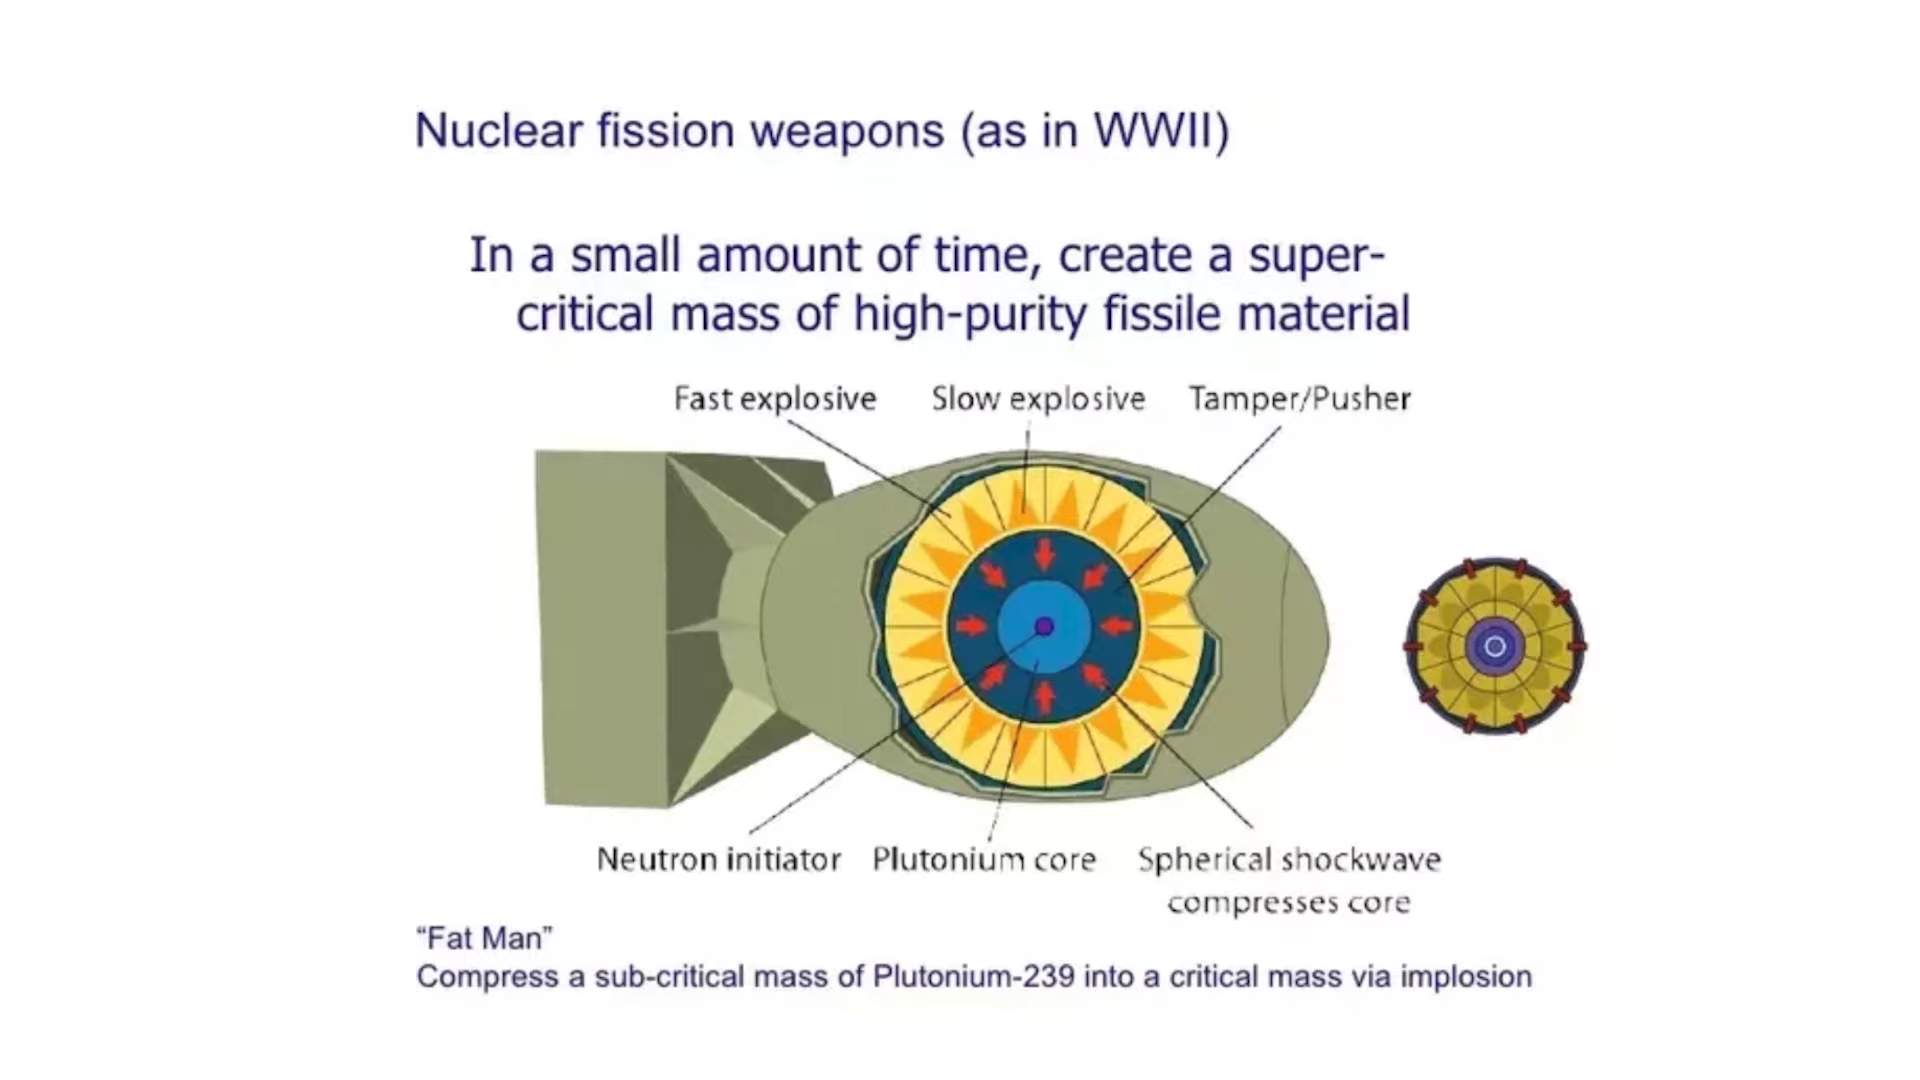 Nuclear fission weapons (as in WWII)
In a small amount of time, create a super-
critical mass of high-purity fissile material
Fast explosive
Slow explosive
Tamper/Pusher
Neutron initiator
Plutonium core
Spherical shockwave
compresses core
“Fat Man”
Compress a sub-critical mass of Plutonium-239 into a critical mass via implosion